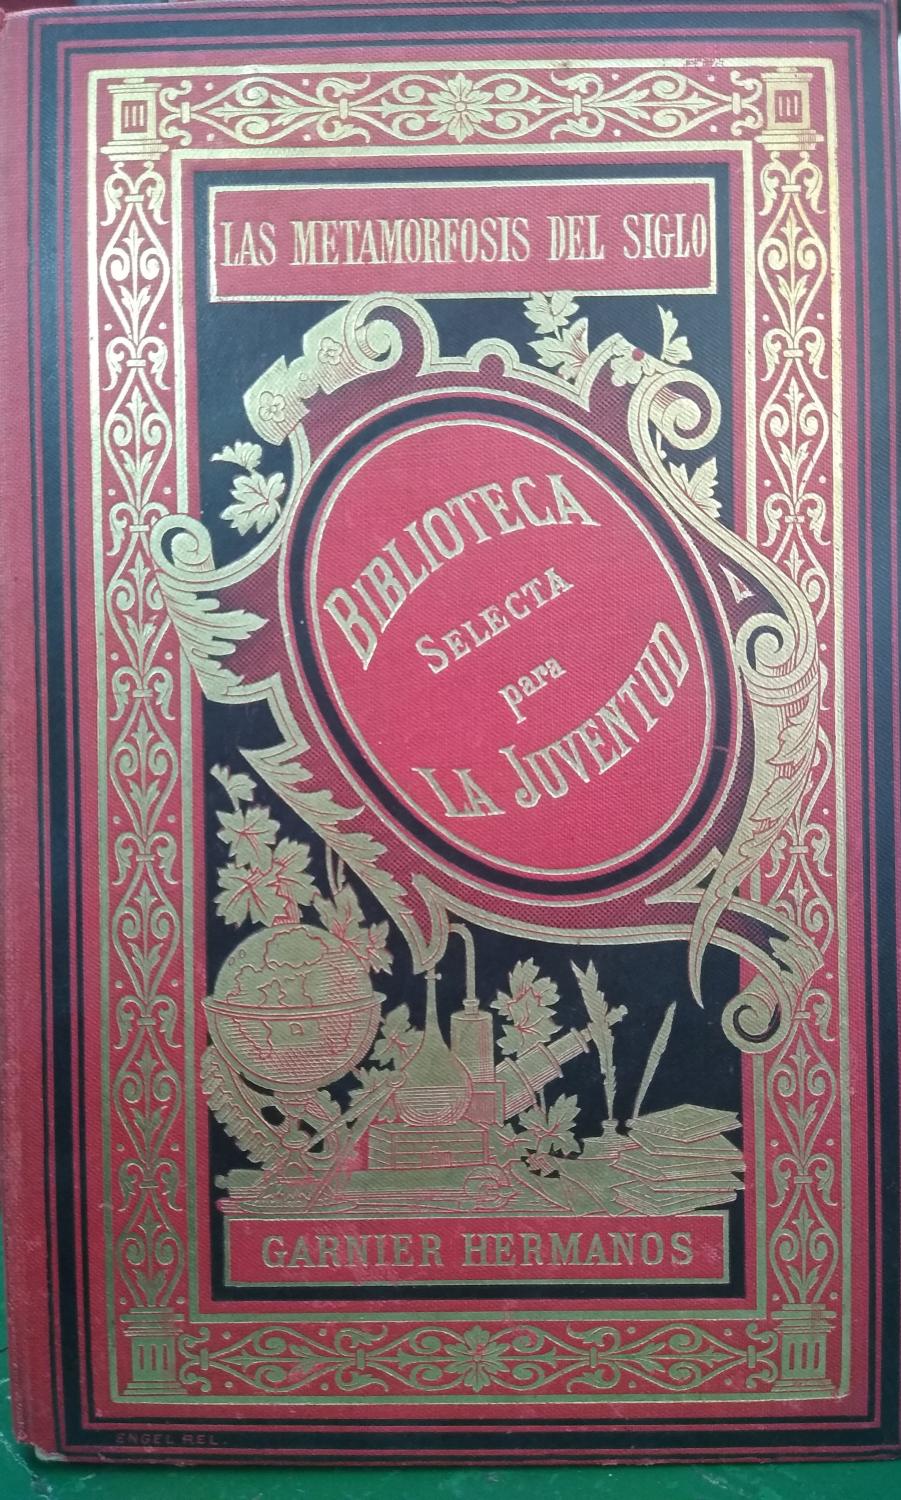 LAS METAMORFOSIS DEL SIGLO
BIBLIOTECA
SELECTA
para
LA JUVENTUD
GARNIER HERMANOS
ENGEL REL.